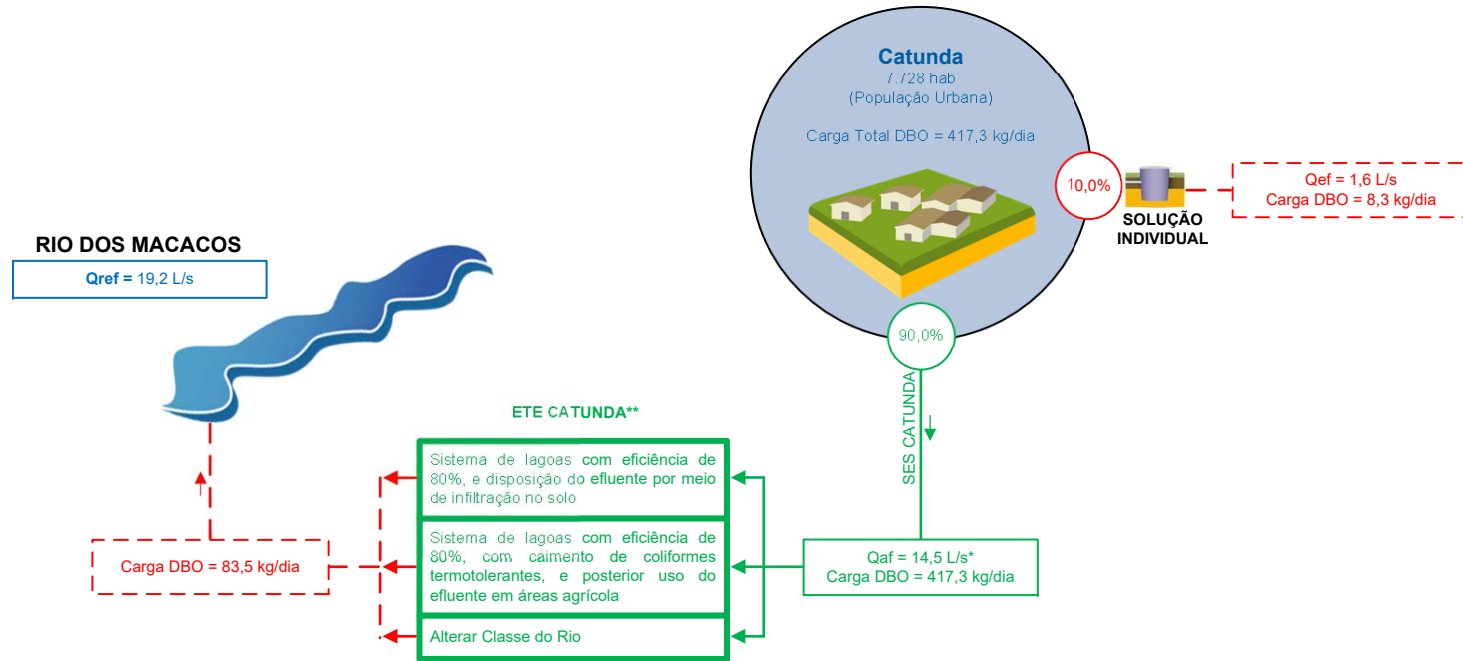 Catunda
7.728 hab
(População Urbana)
Carga Total DBO = 417,3 kg/dia
10,0%
SOLUÇÃO
INDIVIDUAL
Qef = 1,6 L/s
Carga DBO = 8,3 kg/dia
RIO DOS MACACOS
Qref = 19,2 L/s
90,0%
SES CATUNDA
ETE CATUNDA**
Sistema de lagoas com eficiência de
80%, e disposição do efluente por meio
de infiltração no solo
Sistema de lagoas com eficiência de
80%, com caimento de coliformes
termotolerantes, e posterior uso do
efluente em áreas agrícola
Alterar Classe do Rio
Carga DBO = 83,5 kg/dia
Qaf = 14,5 L/s*
Carga DBO = 417,3 kg/dia